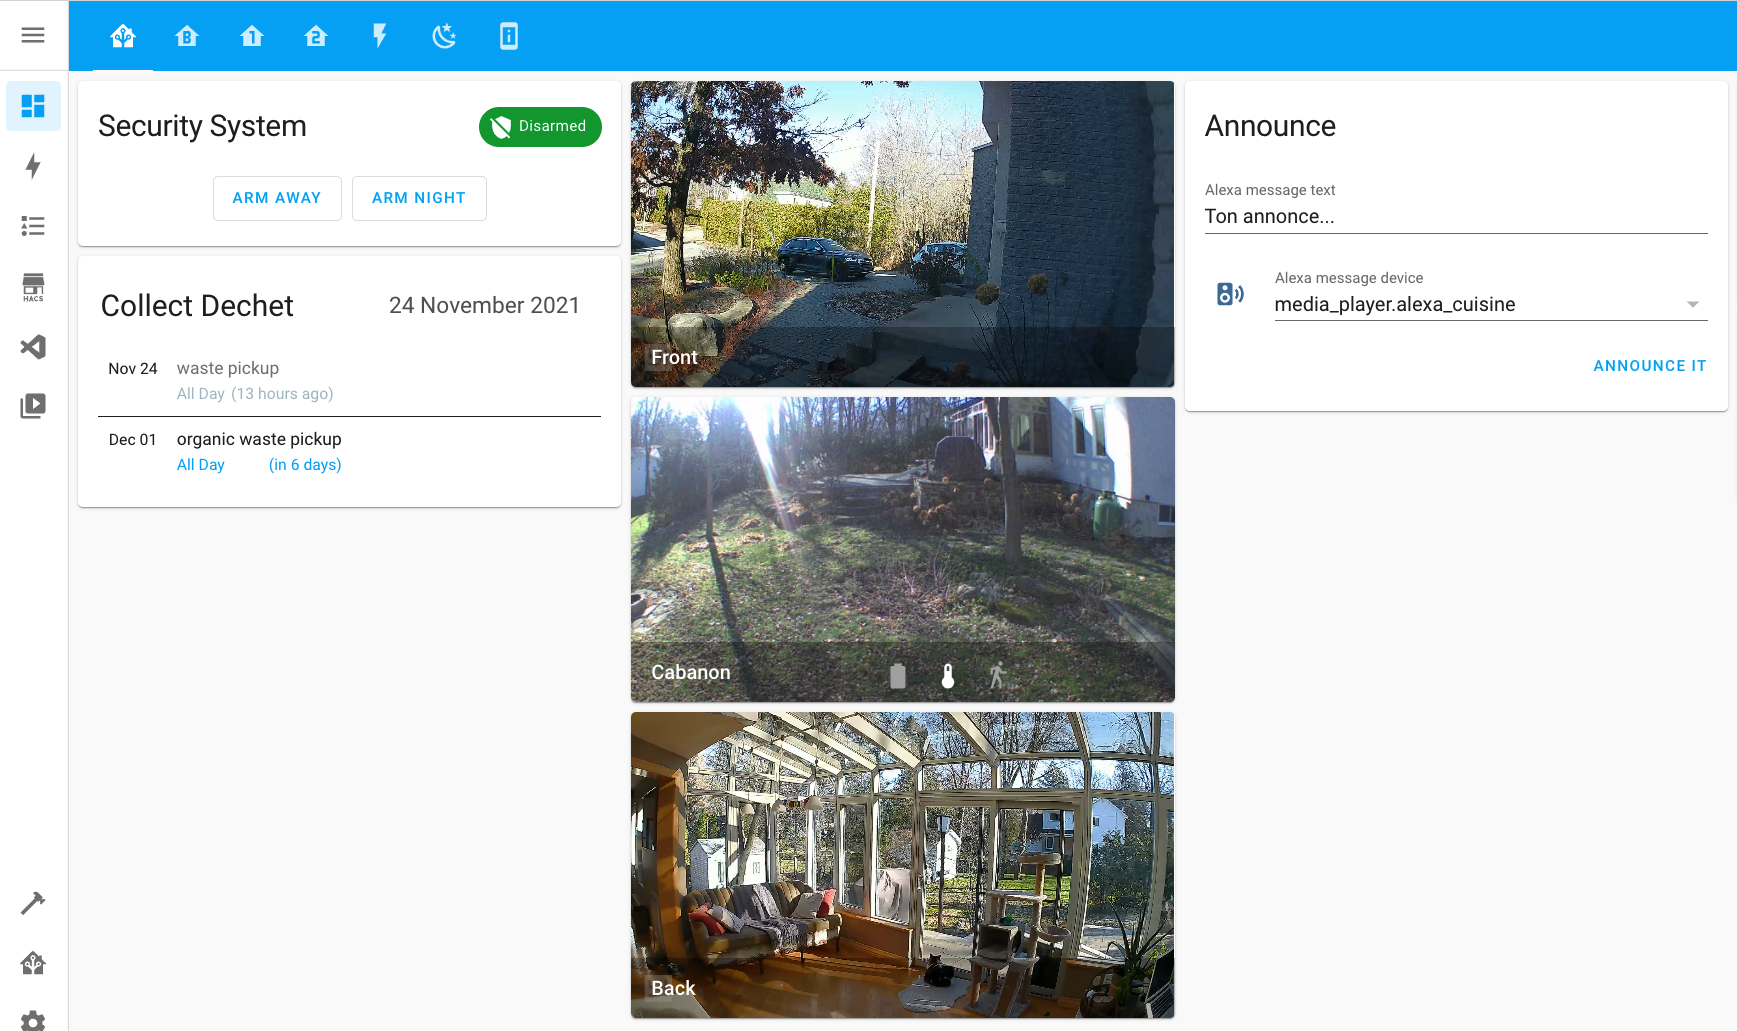 B
1
2
HACS
Security System
Disarmed
ARM AWAY
ARM NIGHT
Collect Dechet
24 November 2021
Nov 24
waste pickup
All Day (13 hours ago)
Dec 01
organic waste pickup
All Day (in 6 days)
Front
Cabanon
Back
Announce
Alexa message text
Ton annonce...
Alexa message device
media_player.alexa_cuisine
ANNOUNCE IT